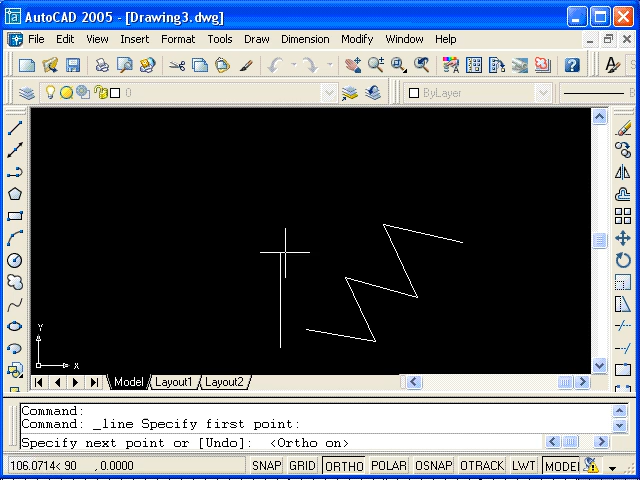 AutoCAD 2005 - [Drawing3.dwg]
File Edit View Insert Format Tools Draw Dimension Modify Window Help
0 ByLayer
Y
X
Model Layout1 Layout2
Command:
Command: _line Specify first point:
Specify next point or [Undo]: <Ortho on>
106.0714< 90 , 0.0000 SNAP GRID ORTHO POLAR OSNAP OTRACK LWT MODEL